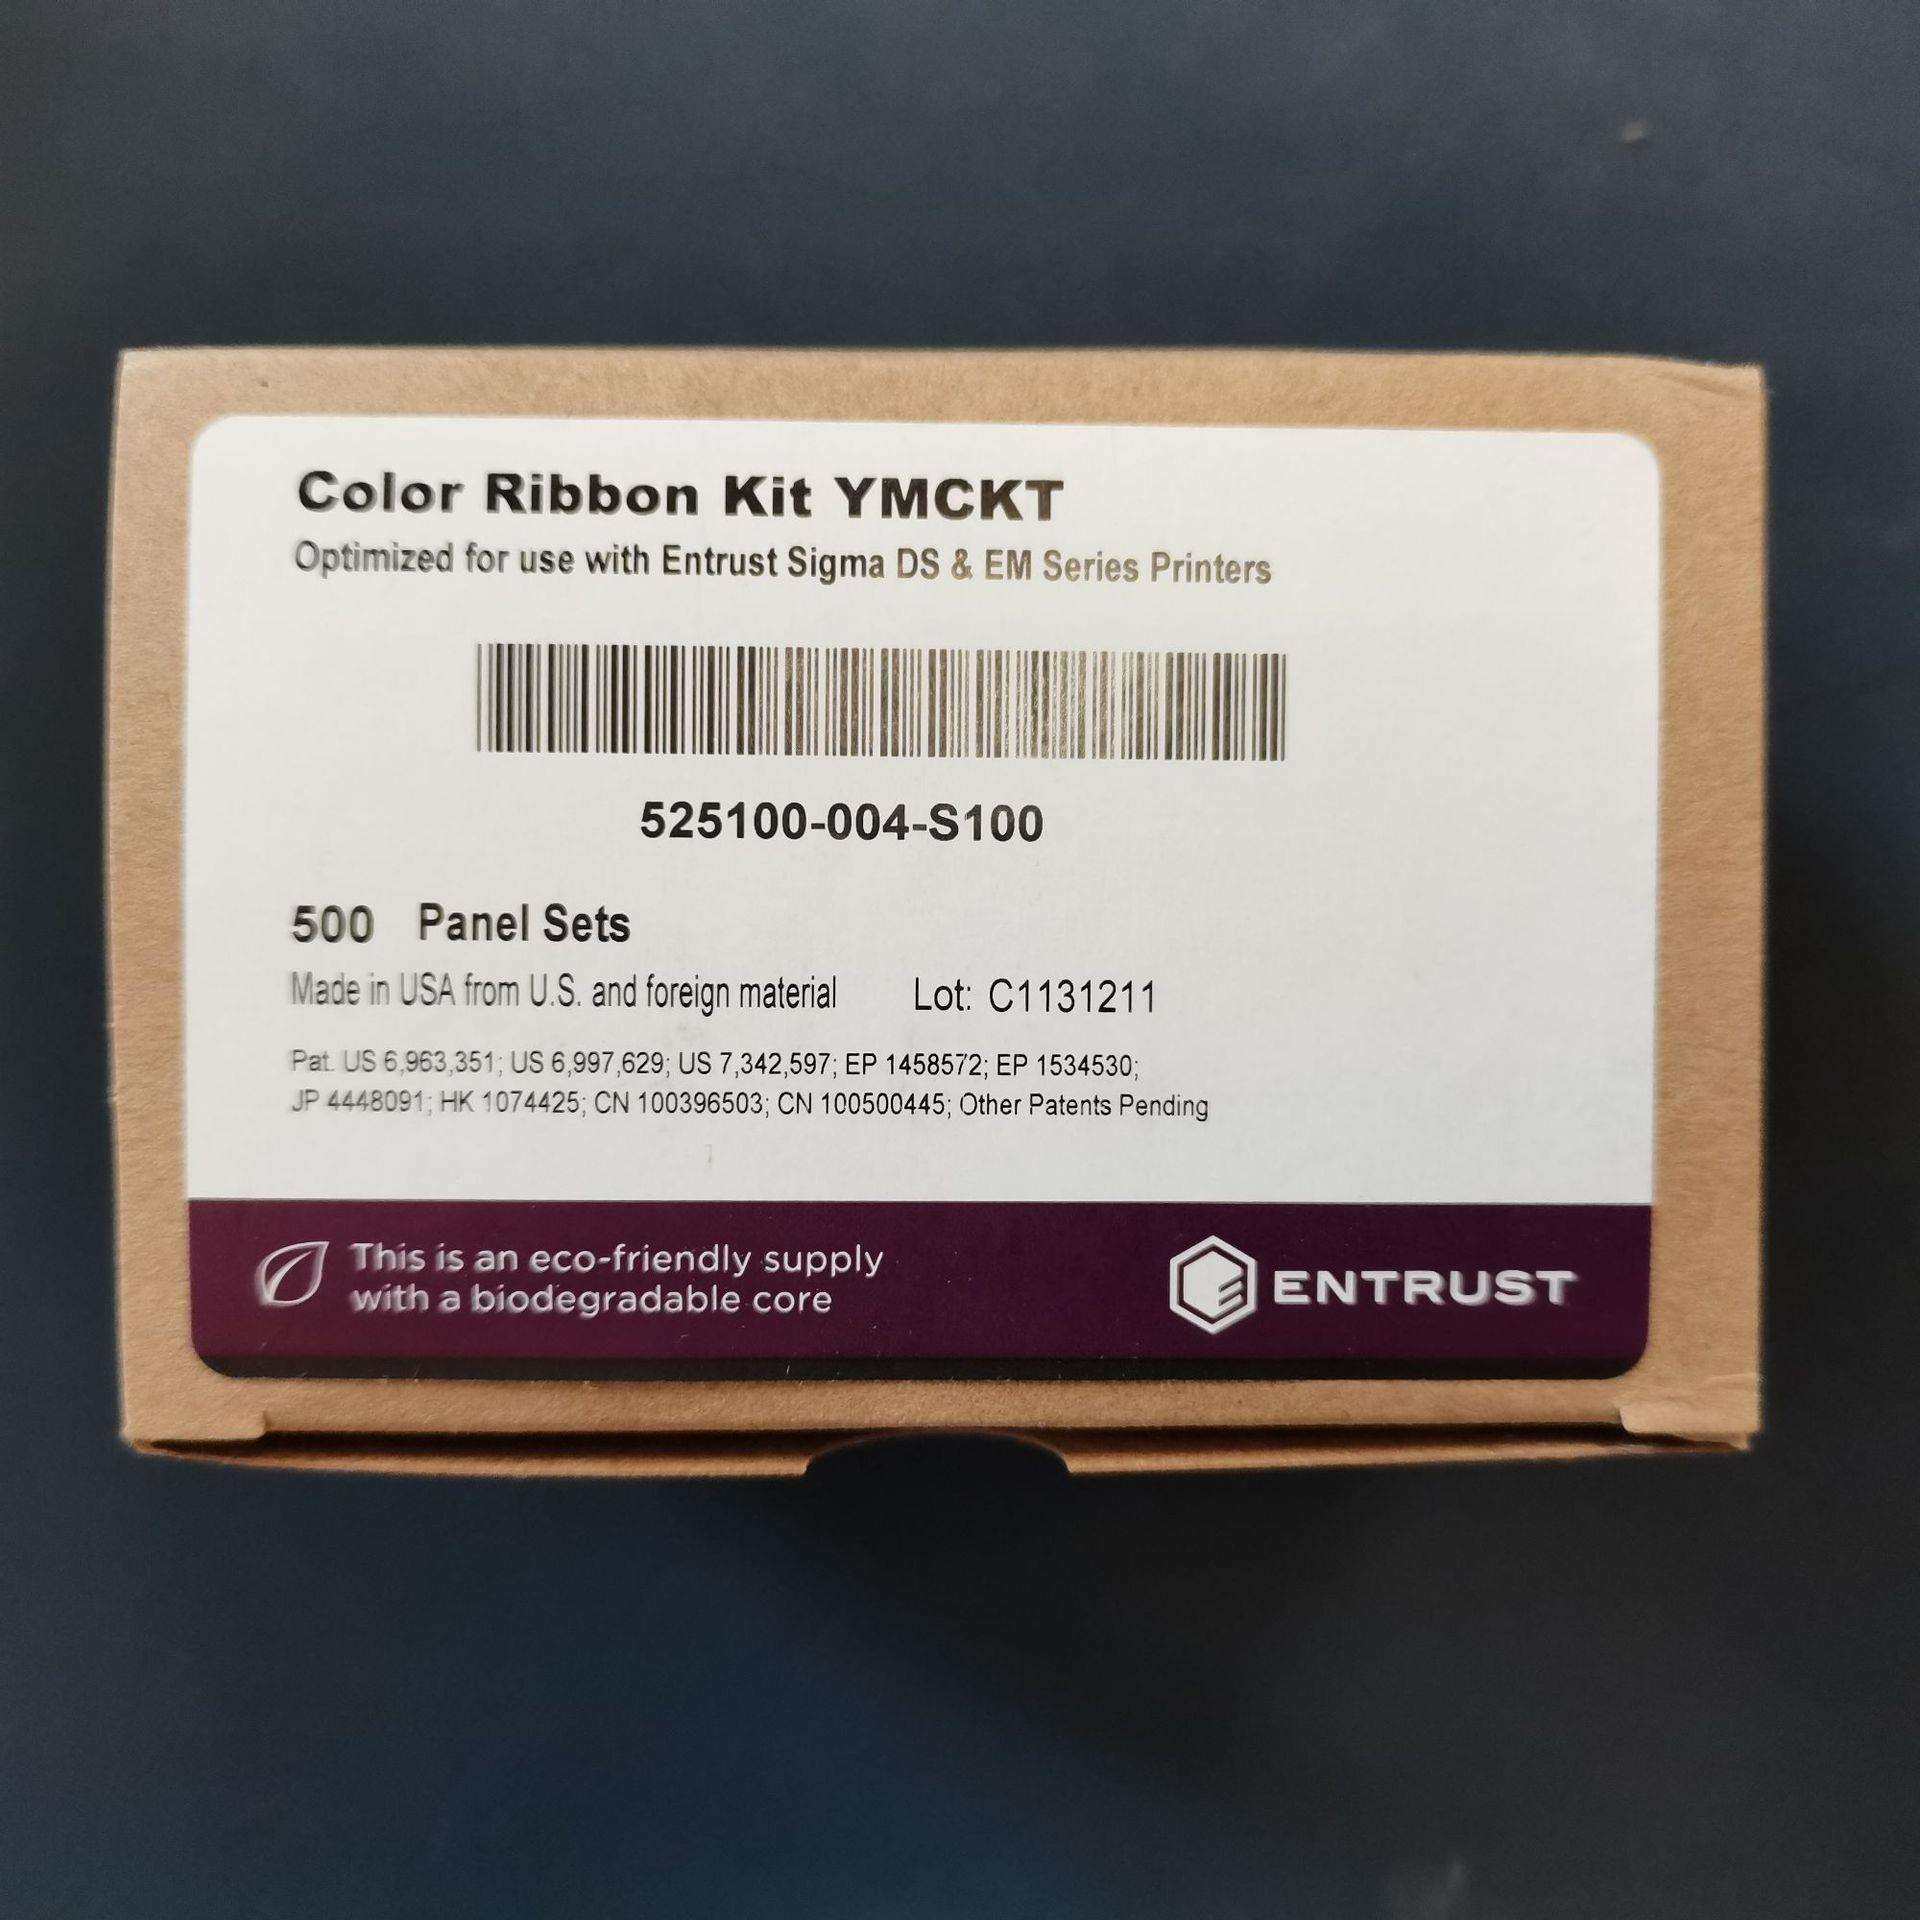 Color Ribbon Kit YMCKT
Optimized for use with Entrust Sigma DS & EM Series Printers
525100-004-S100
500 Panel Sets
Made in USA from U.S. and foreign material Lot: C1131211
Pat. US 6,963,351; US 6,997,629; US 7,342,597; EP 1458572; EP 1534530;
JP 4448091; HK 1074425; CN 100396503; CN 100500445; Other Patents Pending
This is an eco-friendly supply
with a biodegradable core
ENTRUST